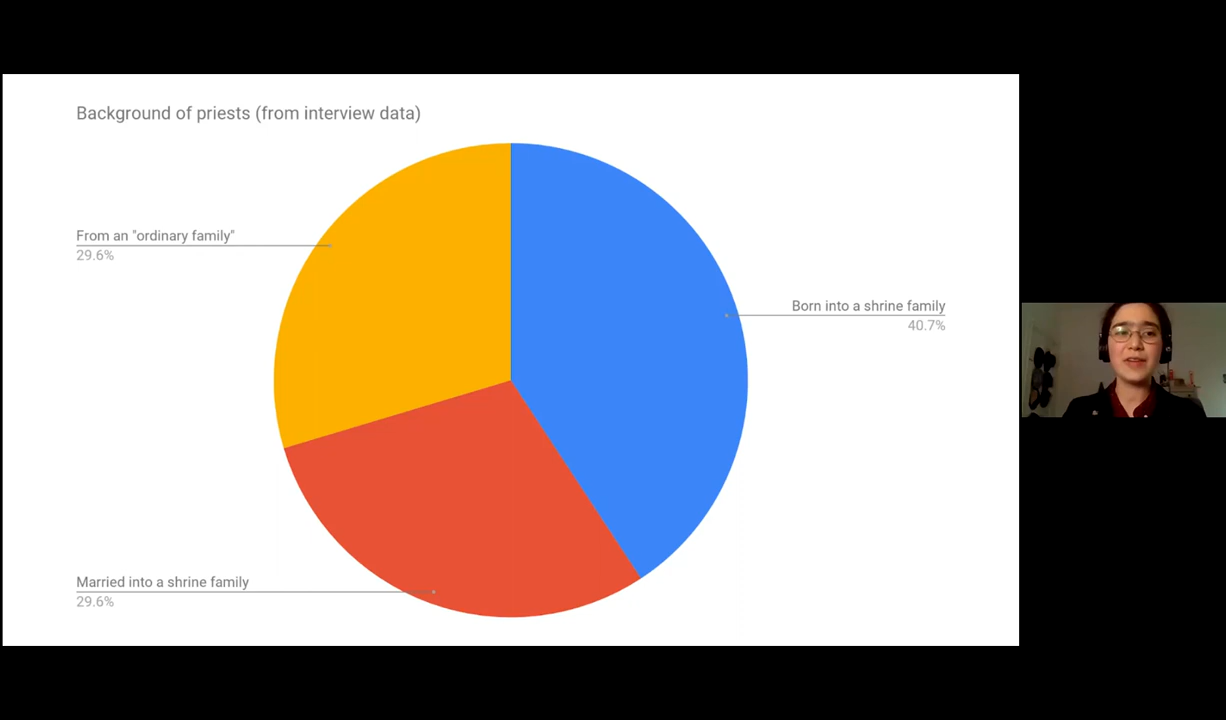 Background of priests (from interview data)
From an "ordinary family"
29.6%
Born into a shrine family
40.7%
Married into a shrine family
29.6%